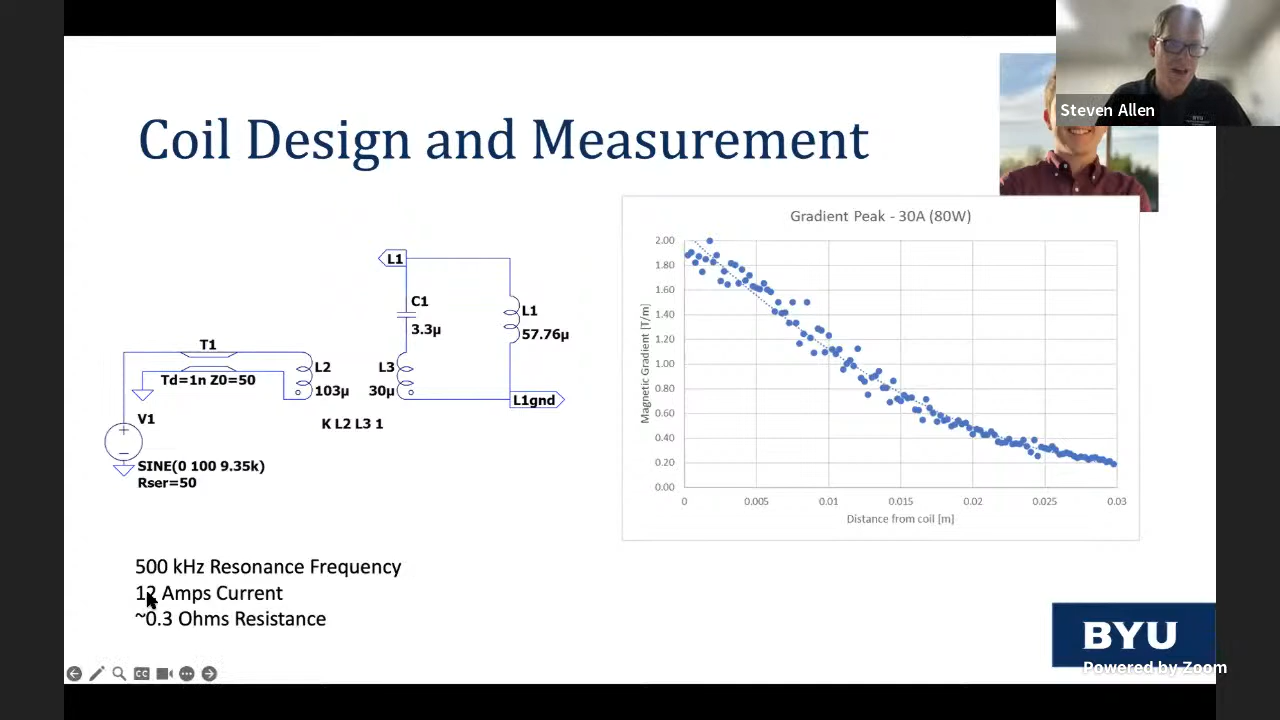 Steven Allen
Coil Design and Measurement
L1
C1
3.3µ
L1
57.76µ
T1
Td=1n Z0=50
L2
103µ
L3
30µ
L1gnd
K L2 L3 1
V1
SINE(0 100 9.35k)
Rser=50
Gradient Peak - 30A (80W)
Magnetic Gradient [T/m]
2.00
1.80
1.60
1.40
1.20
1.00
0.80
0.60
0.40
0.20
0.00
0 0.005 0.01 0.015 0.02 0.025 0.03
Distance from coil [m]
500 kHz Resonance Frequency
12 Amps Current
~0.3 Ohms Resistance
BYU
BYU
Powered by Zoom
CC